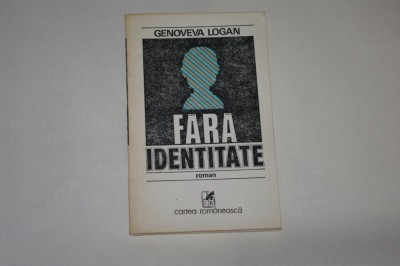 GENOVEVA LOGAN
FARA
IDENTITATE
roman
cartea românească